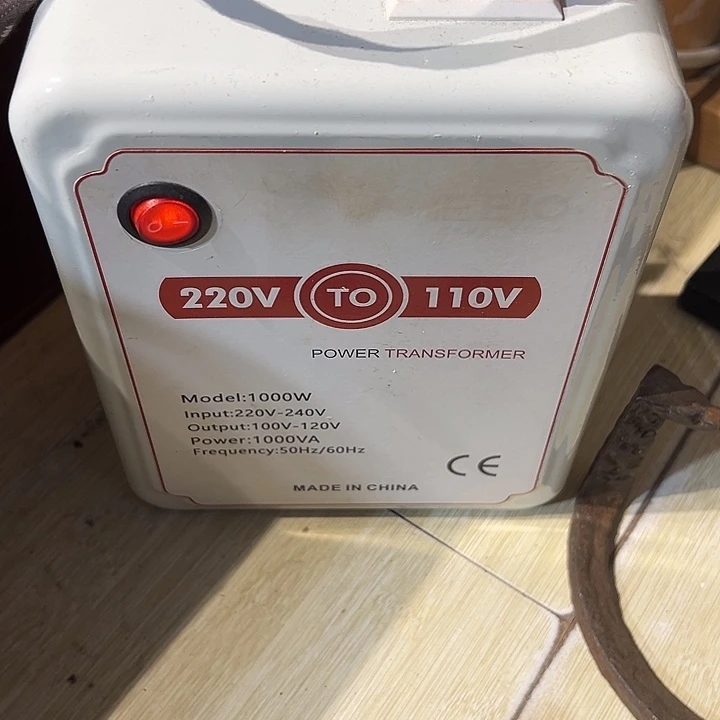 220V TO 110V
POWER TRANSFORMER
Model:1000W
Input:220V-240V
Output:100V-120V
Power:1000VA
Frequency:50Hz/60Hz
CE
MADE IN CHINA